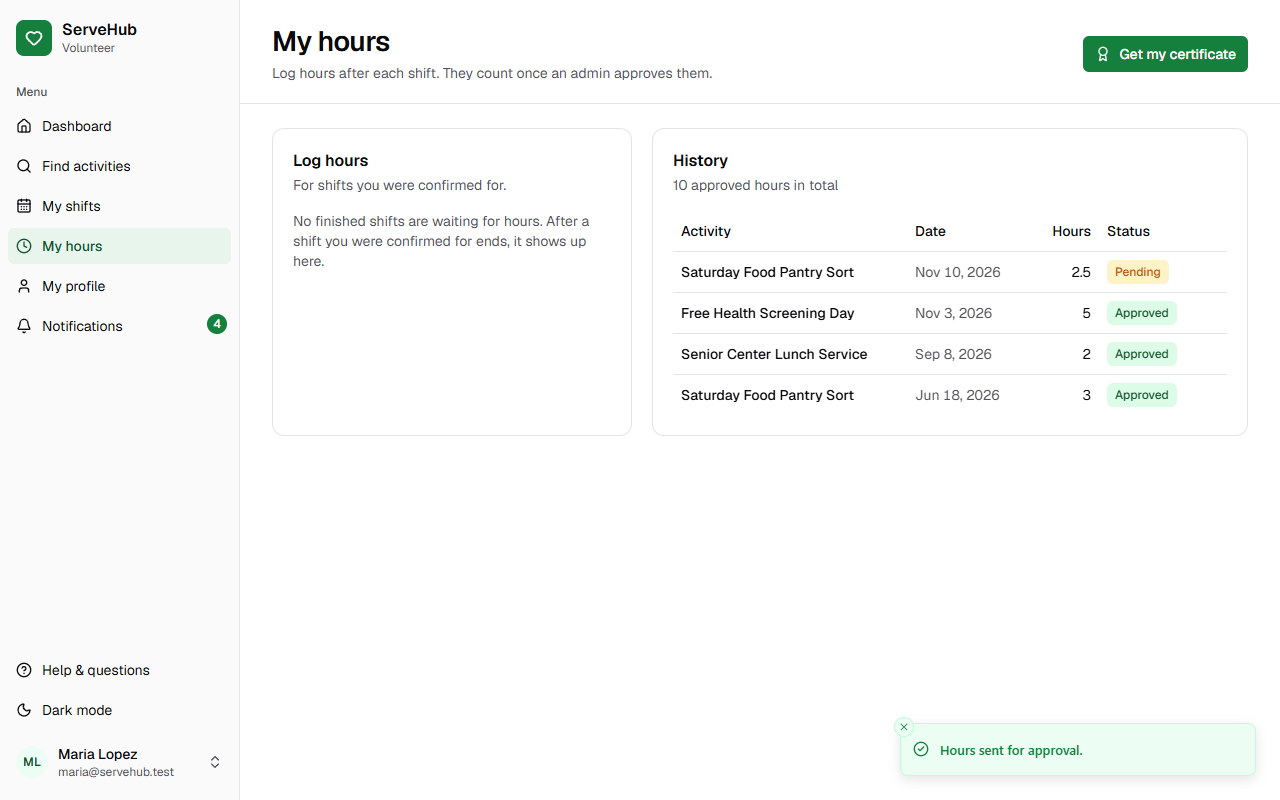 ServeHub
Volunteer
Menu
Dashboard
Find activities
My shifts
My hours
My profile
Notifications 4
Help & questions
Dark mode
ML
Maria Lopez
maria@servehub.test
My hours
Log hours after each shift. They count once an admin approves them.
Get my certificate
Log hours
For shifts you were confirmed for.
No finished shifts are waiting for hours. After a
shift you were confirmed for ends, it shows up
here.
History
10 approved hours in total
Activity Date Hours Status
Saturday Food Pantry Sort Nov 10, 2026 2.5 Pending
Free Health Screening Day Nov 3, 2026 5 Approved
Senior Center Lunch Service Sep 8, 2026 2 Approved
Saturday Food Pantry Sort Jun 18, 2026 3 Approved
Hours sent for approval.